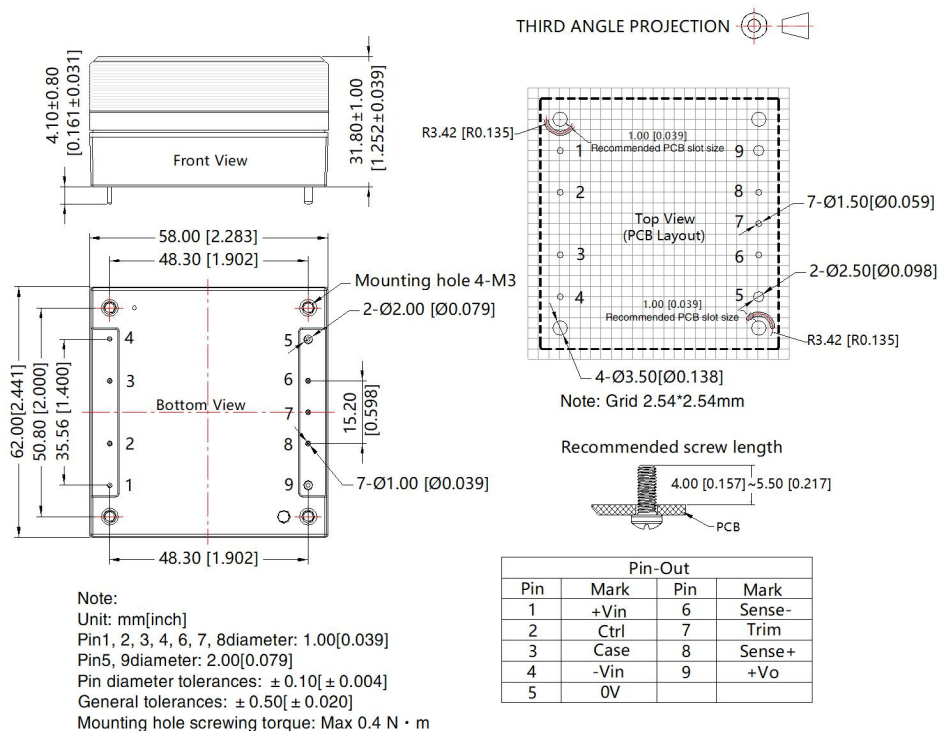 THIRD ANGLE PROJECTION
4.10±0.80
[0.161±0.031]
Front View
31.80±1.00
[1.252±0.039]
58.00 [2.283]
48.30 [1.902]
Mounting hole 4-M3
2-Ø2.00 [Ø0.079]
62.00[2.441]
50.80 [2.000]
35.56 [1.400]
4
3
2
1
Bottom View
5
6
7
8
9
15.20
[0.598]
7-Ø1.00 [Ø0.039]
48.30 [1.902]
R3.42 [R0.135]
1.00 [0.039]
Recommended PCB slot size
1
2
3
4
9
8
7
6
5
Top View
(PCB Layout)
7-Ø1.50[Ø0.059]
2-Ø2.50[Ø0.098]
1.00 [0.039]
Recommended PCB slot size
R3.42 [R0.135]
4-Ø3.50[Ø0.138]
Note: Grid 2.54*2.54mm
Recommended screw length
4.00 [0.157]~5.50 [0.217]
PCB
Pin-Out
Pin Mark Pin Mark
1 +Vin 6 Sense-
2 Ctrl 7 Trim
3 Case 8 Sense+
4 -Vin 9 +Vo
5 0V
Note:
Unit: mm[inch]
Pin1, 2, 3, 4, 6, 7, 8diameter: 1.00[0.039]
Pin5, 9diameter: 2.00[0.079]
Pin diameter tolerances: ±0.10[±0.004]
General tolerances: ±0.50[±0.020]
Mounting hole screwing torque: Max 0.4 N・m